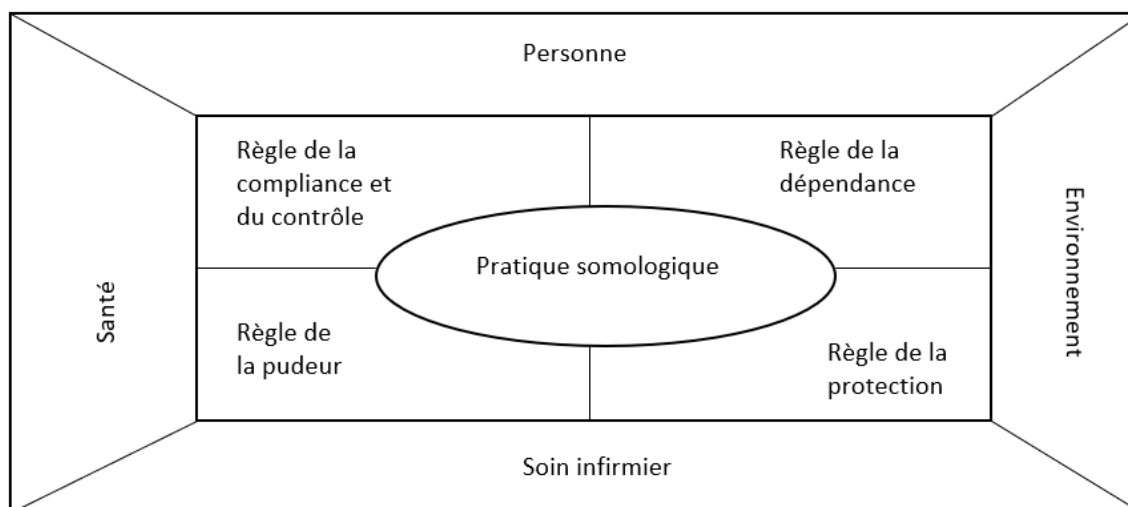 Personne
Règle de la
compliance et
du contrôle
Règle de la
dépendance
Pratique somologique
Santé
Environnement
Règle de
la pudeur
Règle de la
protection
Soin infirmier